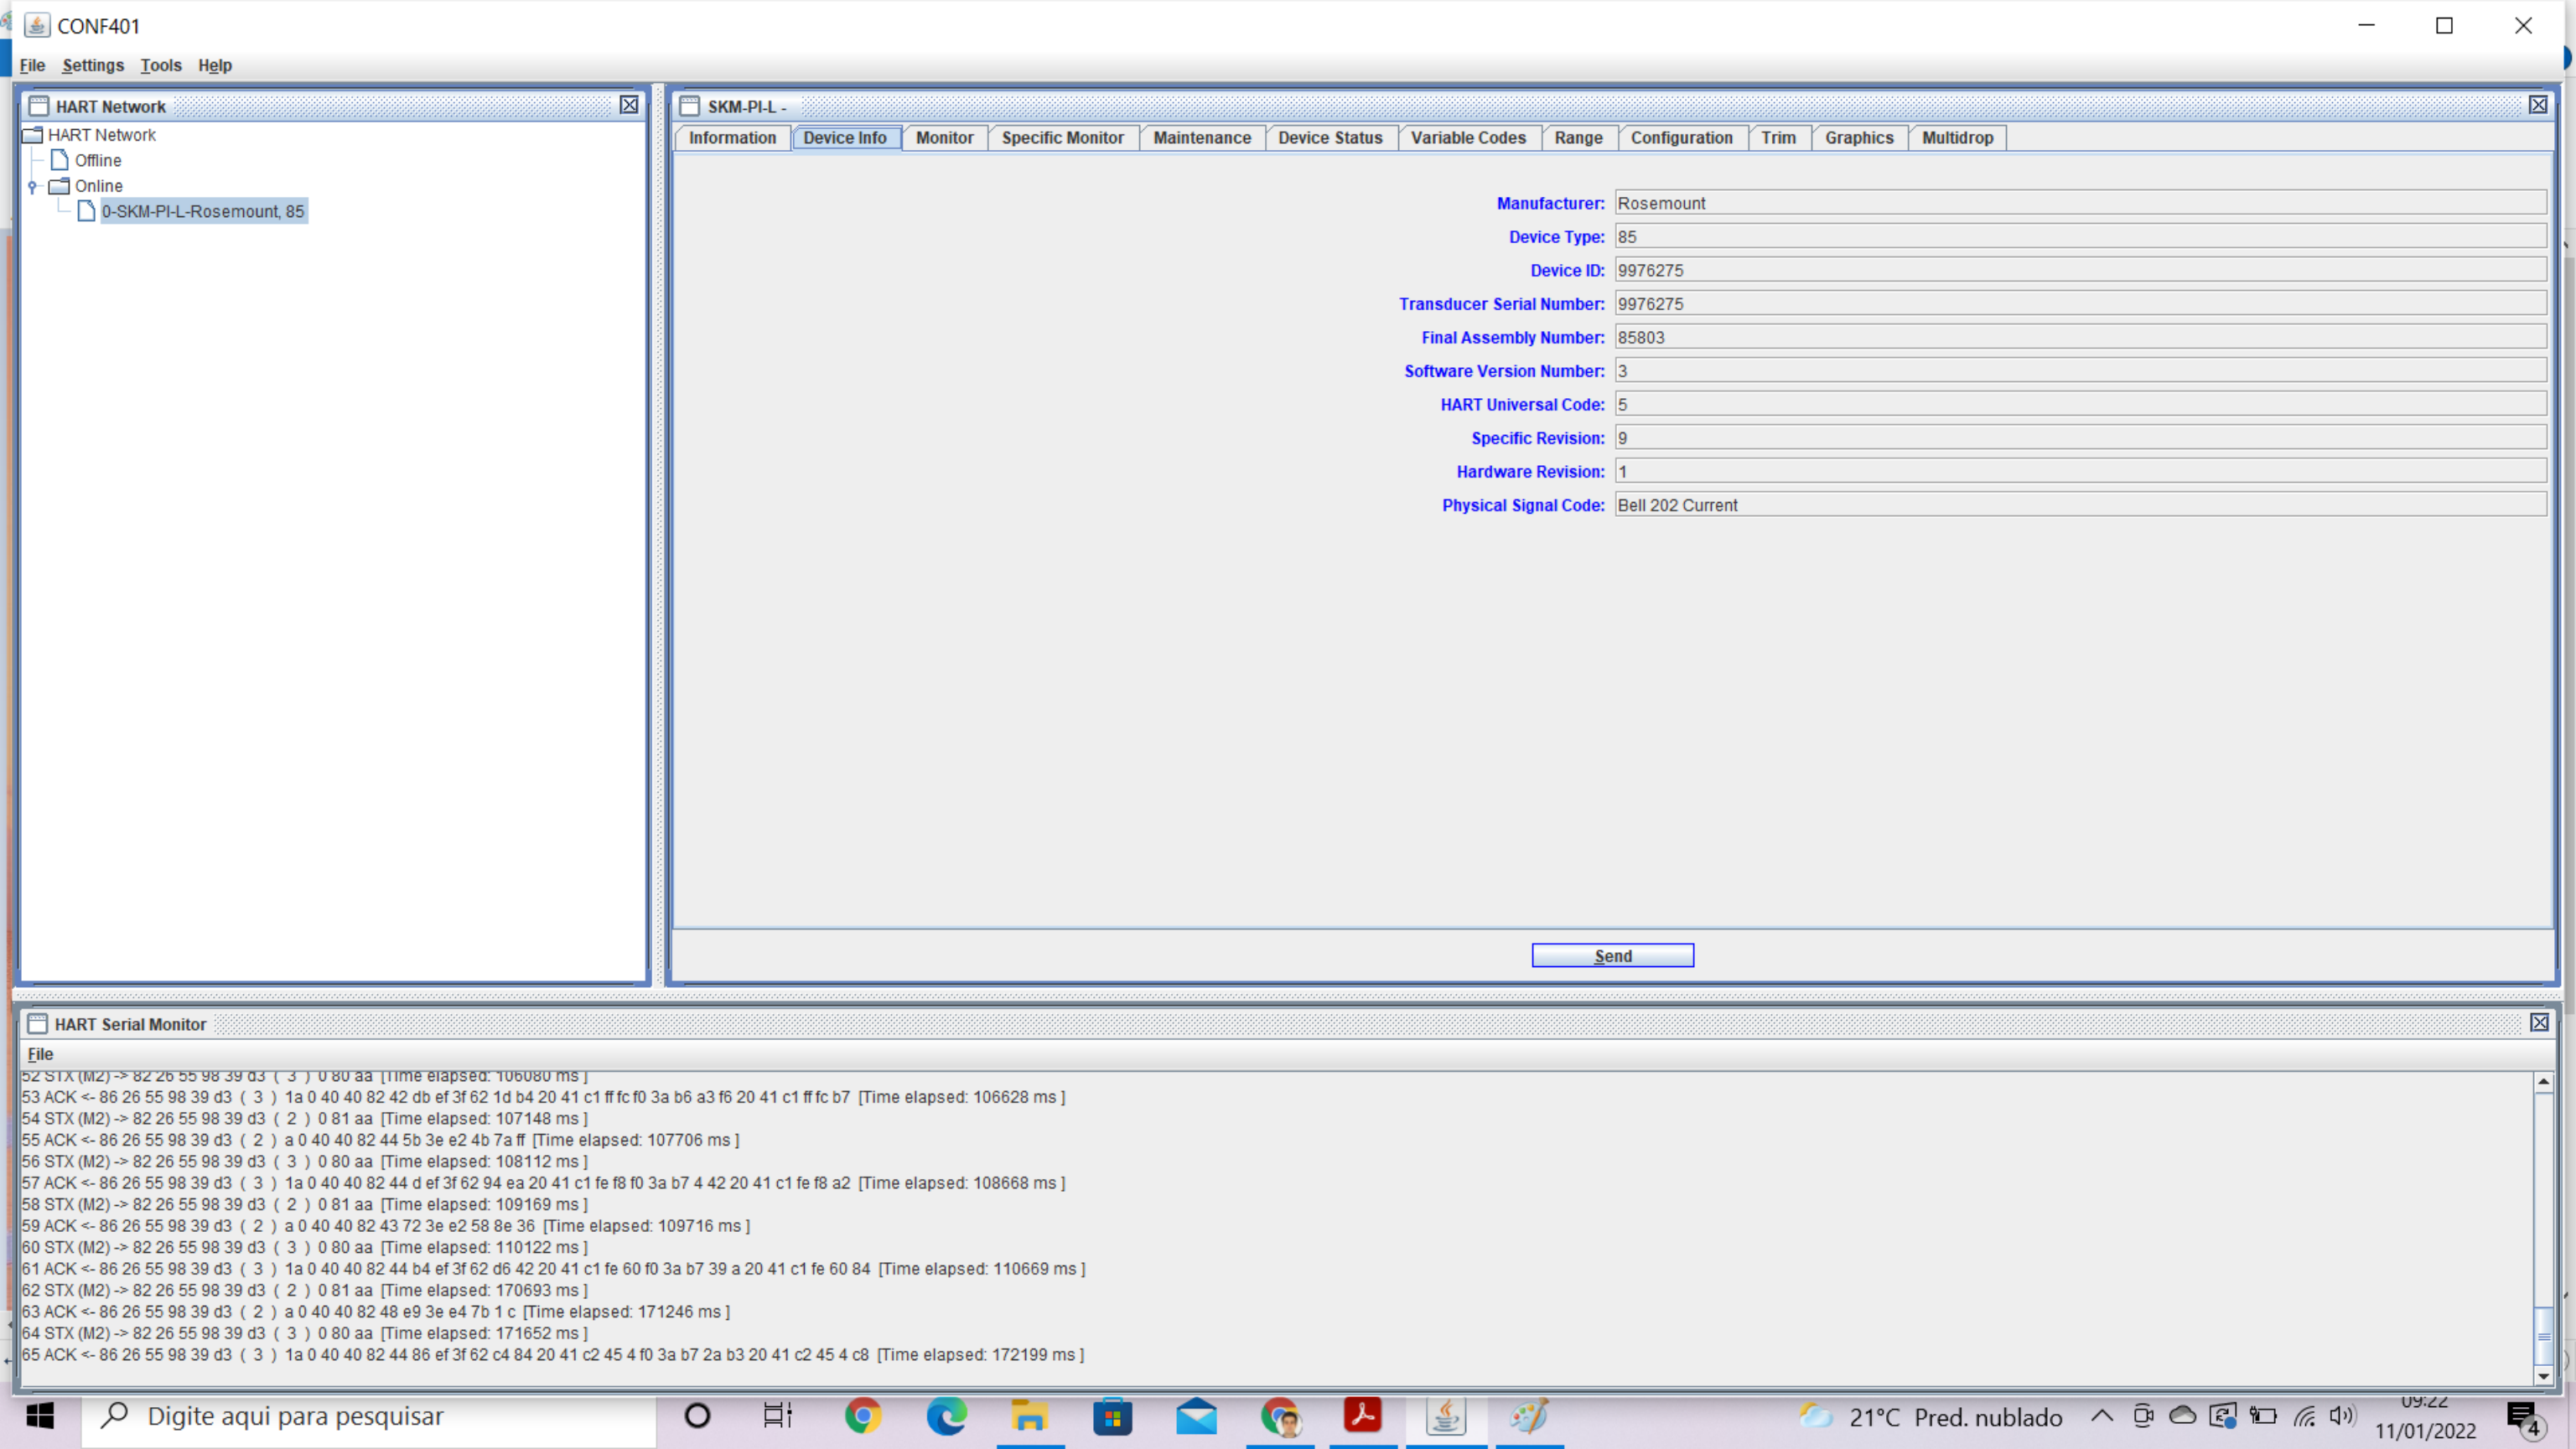 CONF401
File Settings Tools Help
HART Network
HART Network
Offline
Online
0-SKM-PI-L-Rosemount, 85
SKM-PI-L -
Information Device Info Monitor Specific Monitor Maintenance Device Status Variable Codes Range Configuration Trim Graphics Multidrop
Manufacturer: Rosemount
Device Type: 85
Device ID: 9976275
Transducer Serial Number: 9976275
Final Assembly Number: 85803
Software Version Number: 3
HART Universal Code: 5
Specific Revision: 9
Hardware Revision: 1
Physical Signal Code: Bell 202 Current
Send
HART Serial Monitor
File
52 STX (M2) -> 82 26 55 98 39 d3 ( 3 ) 0 80 aa [Time elapsed: 106080 ms ]
53 ACK <- 86 26 55 98 39 d3 ( 3 ) 1a 0 40 40 82 42 db ef 3f 62 1d b4 20 41 c1 ff fc f0 3a b6 a3 f6 20 41 c1 ff fc b7 [Time elapsed: 106628 ms ]
54 STX (M2) -> 82 26 55 98 39 d3 ( 2 ) 0 81 aa [Time elapsed: 107148 ms ]
55 ACK <- 86 26 55 98 39 d3 ( 2 ) a 0 40 40 82 44 5b 3e e2 4b 7a ff [Time elapsed: 107706 ms ]
56 STX (M2) -> 82 26 55 98 39 d3 ( 3 ) 0 80 aa [Time elapsed: 108112 ms ]
57 ACK <- 86 26 55 98 39 d3 ( 3 ) 1a 0 40 40 82 44 d ef 3f 62 94 ea 20 41 c1 fe f8 f0 3a b7 4 42 20 41 c1 fe f8 a2 [Time elapsed: 108668 ms ]
58 STX (M2) -> 82 26 55 98 39 d3 ( 2 ) 0 81 aa [Time elapsed: 109169 ms ]
59 ACK <- 86 26 55 98 39 d3 ( 2 ) a 0 40 40 82 43 72 3e e2 58 8e 36 [Time elapsed: 109716 ms ]
60 STX (M2) -> 82 26 55 98 39 d3 ( 3 ) 0 80 aa [Time elapsed: 110122 ms ]
61 ACK <- 86 26 55 98 39 d3 ( 3 ) 1a 0 40 40 82 44 b4 ef 3f 62 d6 42 20 41 c1 fe 60 f0 3a b7 39 a 20 41 c1 fe 60 84 [Time elapsed: 110669 ms ]
62 STX (M2) -> 82 26 55 98 39 d3 ( 2 ) 0 81 aa [Time elapsed: 170693 ms ]
63 ACK <- 86 26 55 98 39 d3 ( 2 ) a 0 40 40 82 48 e9 3e e4 7b 1 c [Time elapsed: 171246 ms ]
64 STX (M2) -> 82 26 55 98 39 d3 ( 3 ) 0 80 aa [Time elapsed: 171652 ms ]
65 ACK <- 86 26 55 98 39 d3 ( 3 ) 1a 0 40 40 82 44 86 ef 3f 62 c4 84 20 41 c2 45 4 f0 3a b7 2a b3 20 41 c2 45 4 c8 [Time elapsed: 172199 ms ]
Digite aqui para pesquisar
21°C Pred. nublado
09:22
11/01/2022
4